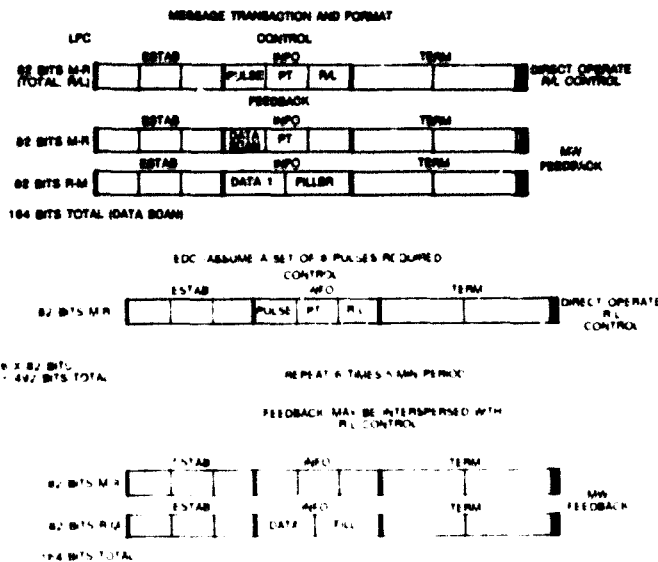 MESSAGE TRANSACTION AND FORMAT
LPC CONTROL
ESTAB INFO TERM
82 BITS M-R (TOTAL R/L) PULSE PT R/L DIRECT OPERATE R/L CONTROL
FEEDBACK
ESTAB INFO TERM
82 BITS M-R DATA SCAN PT
MW FEEDBACK
ESTAB INFO TERM
82 BITS R-M DATA 1 FILLER
164 BITS TOTAL (DATA SCAN)
EDC ASSUME A SET OF 6 PULSES REQUIRED
CONTROL
ESTAB INFO TERM
82 BITS M-R PULSE PT R/L DIRECT OPERATE R/L CONTROL
6 X 82 BITS
492 BITS TOTAL REPEAT 6 TIMES 5 MIN PERIOD
FEEDBACK MAY BE INTERSPERSED WITH
R/L CONTROL
ESTAB INFO TERM
82 BITS M-R
MW FEEDBACK
ESTAB INFO TERM
82 BITS R-M DATA FILL
164 BITS TOTAL